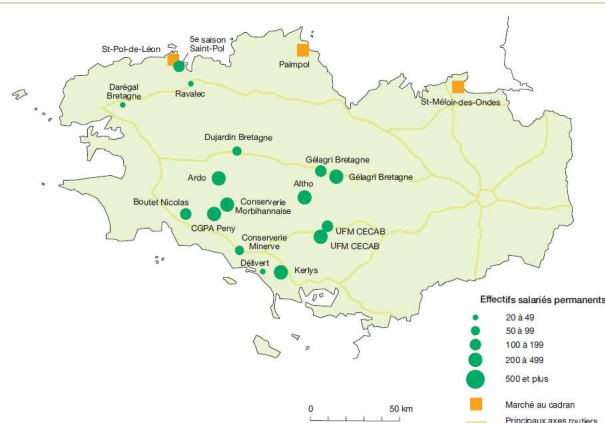 5e saison
Saint-Pol
St-Pol-de-Léon
Paimpol
Darégal
Bretagne
Ravalec
St-Méloir-des-Ondes
Dujardin Bretagne
Gélagri Bretagne
Ardo
Gélagri Bretagne
Altho
Boutet Nicolas
Conserverie
Morbihannaise
CGPA Peny
UFM CECAB
Conserverie
Minerve
UFM CECAB
Délivert
Kerlys
Effectifs salariés permanents
20 à 49
50 à 99
100 à 199
200 à 499
500 et plus
Marché au cadran
0
50 km
Principaux axes routiers